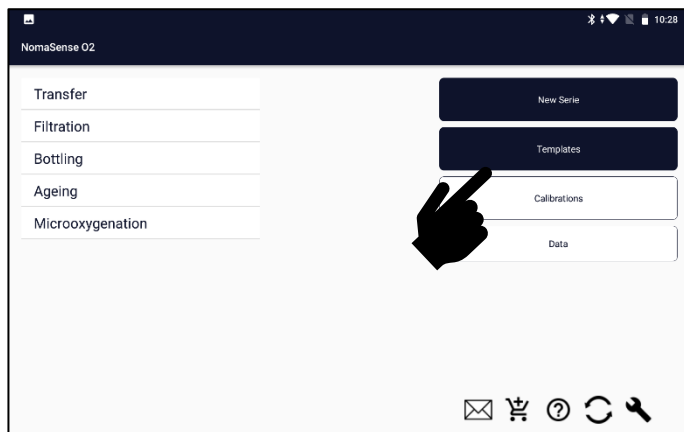 10:28
NomaSense O2
Transfer
Filtration
Bottling
Ageing
Microoxygenation
New Serie
Templates
Calibrations
Data